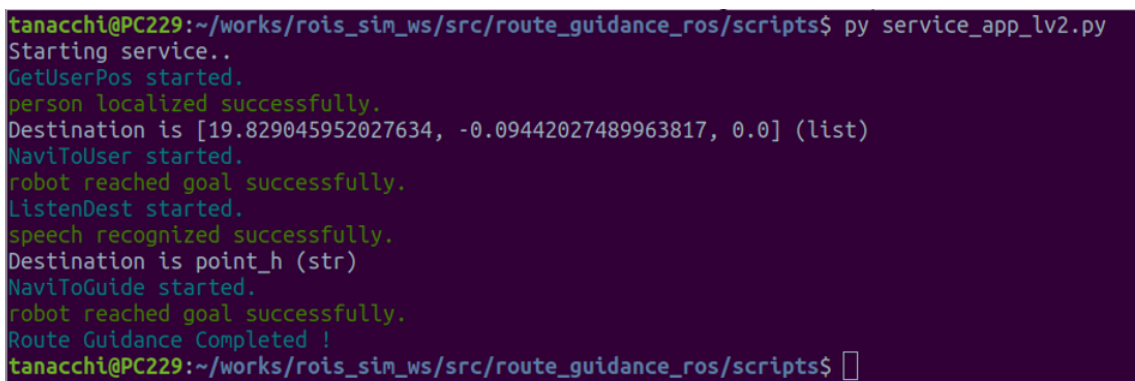 tanacchi@PC229:~/works/rois_sim_ws/src/route_guidance_ros/scripts$ py service_app_lv2.py
Starting service..
GetUserPos started.
person localized successfully.
Destination is [19.829045952027634, -0.09442027489963817, 0.0] (list)
NaviToUser started.
robot reached goal successfully.
ListenDest started.
speech recognized successfully.
Destination is point_h (str)
NaviToGuide started.
robot reached goal successfully.
Route Guidance Completed !
tanacchi@PC229:~/works/rois_sim_ws/src/route_guidance_ros/scripts$